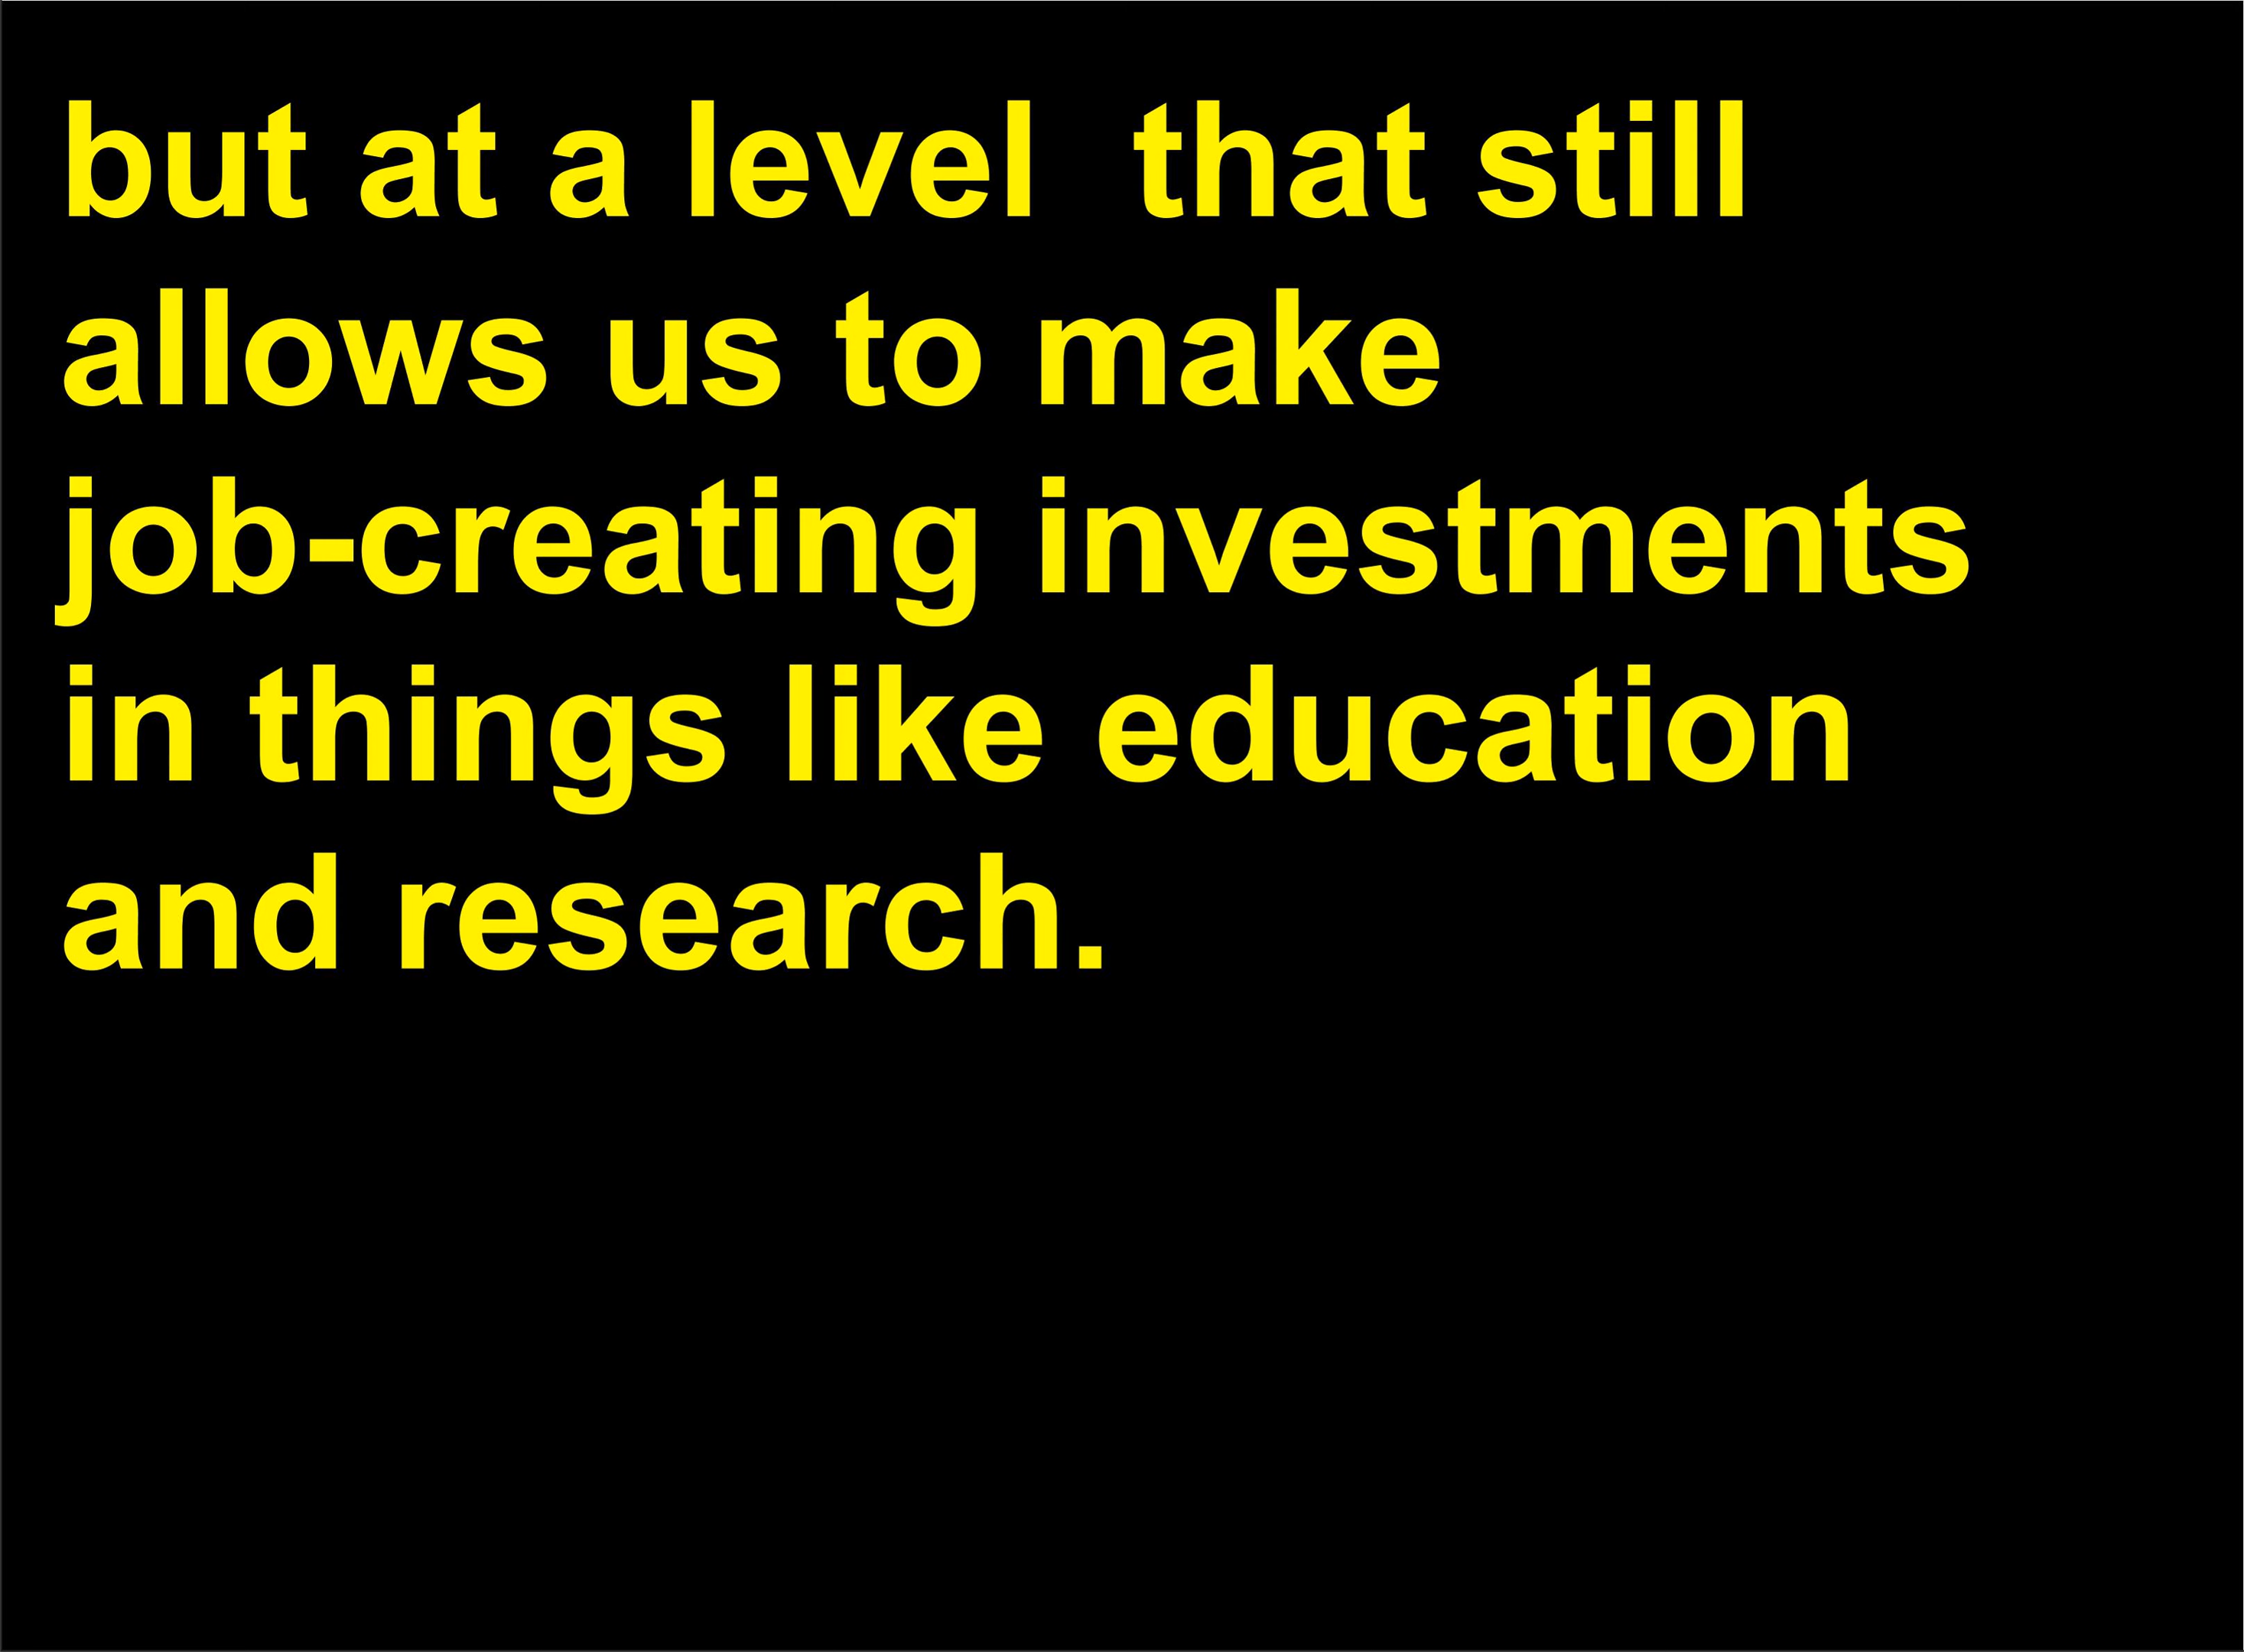 but at a level  that still
allows us to make
job-creating investments
in things like education
and research.